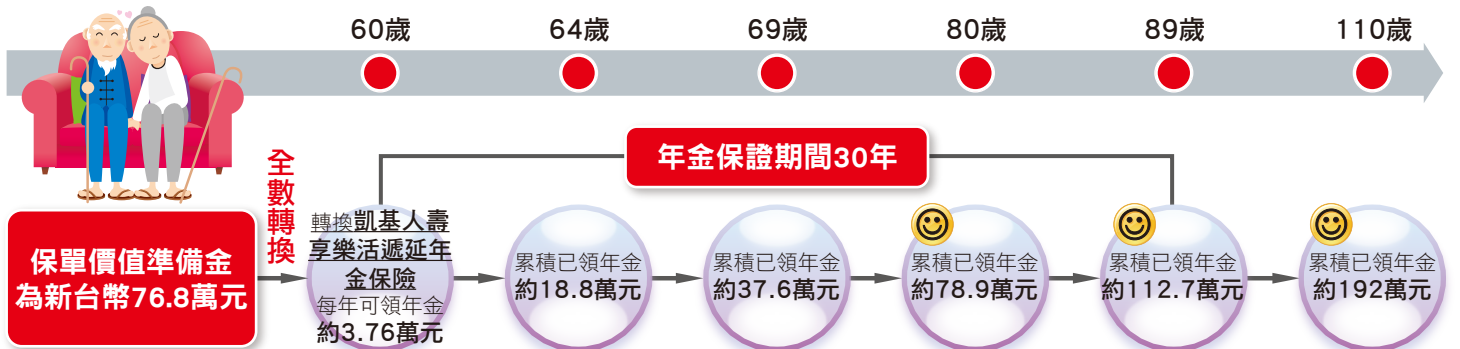 60歲
64歲
69歲
80歲
89歲
110歲
年金保證期間30年
全數轉換
保單價值準備金
為新台幣76.8萬元
轉換凱基人壽
享樂活遞延年
金保險
每年可領年金
約3.76萬元
累積已領年金
約18.8萬元
累積已領年金
約37.6萬元
累積已領年金
約78.9萬元
累積已領年金
約112.7萬元
累積已領年金
約192萬元